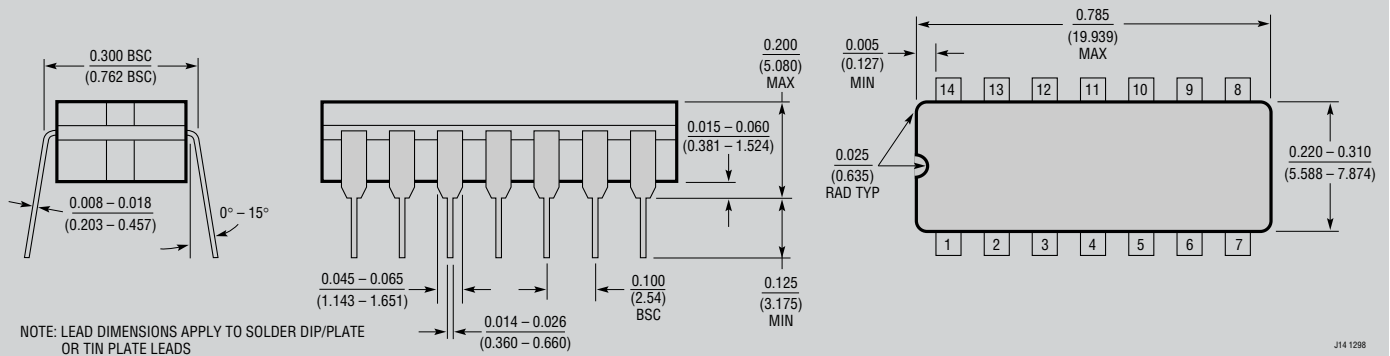 0.300 BSC
(0.762 BSC)
0.008 – 0.018
(0.203 – 0.457)
0° – 15°
NOTE: LEAD DIMENSIONS APPLY TO SOLDER DIP/PLATE
OR TIN PLATE LEADS
0.200
(5.080)
MAX
0.015 – 0.060
(0.381 – 1.524)
0.045 – 0.065
(1.143 – 1.651)
0.100
(2.54)
BSC
0.125
(3.175)
MIN
0.014 – 0.026
(0.360 – 0.660)
0.785
(19.939)
MAX
0.005
(0.127)
MIN
14 13 12 11 10 9 8
0.025
(0.635)
RAD TYP
0.220 – 0.310
(5.588 – 7.874)
1 2 3 4 5 6 7
J14 1298